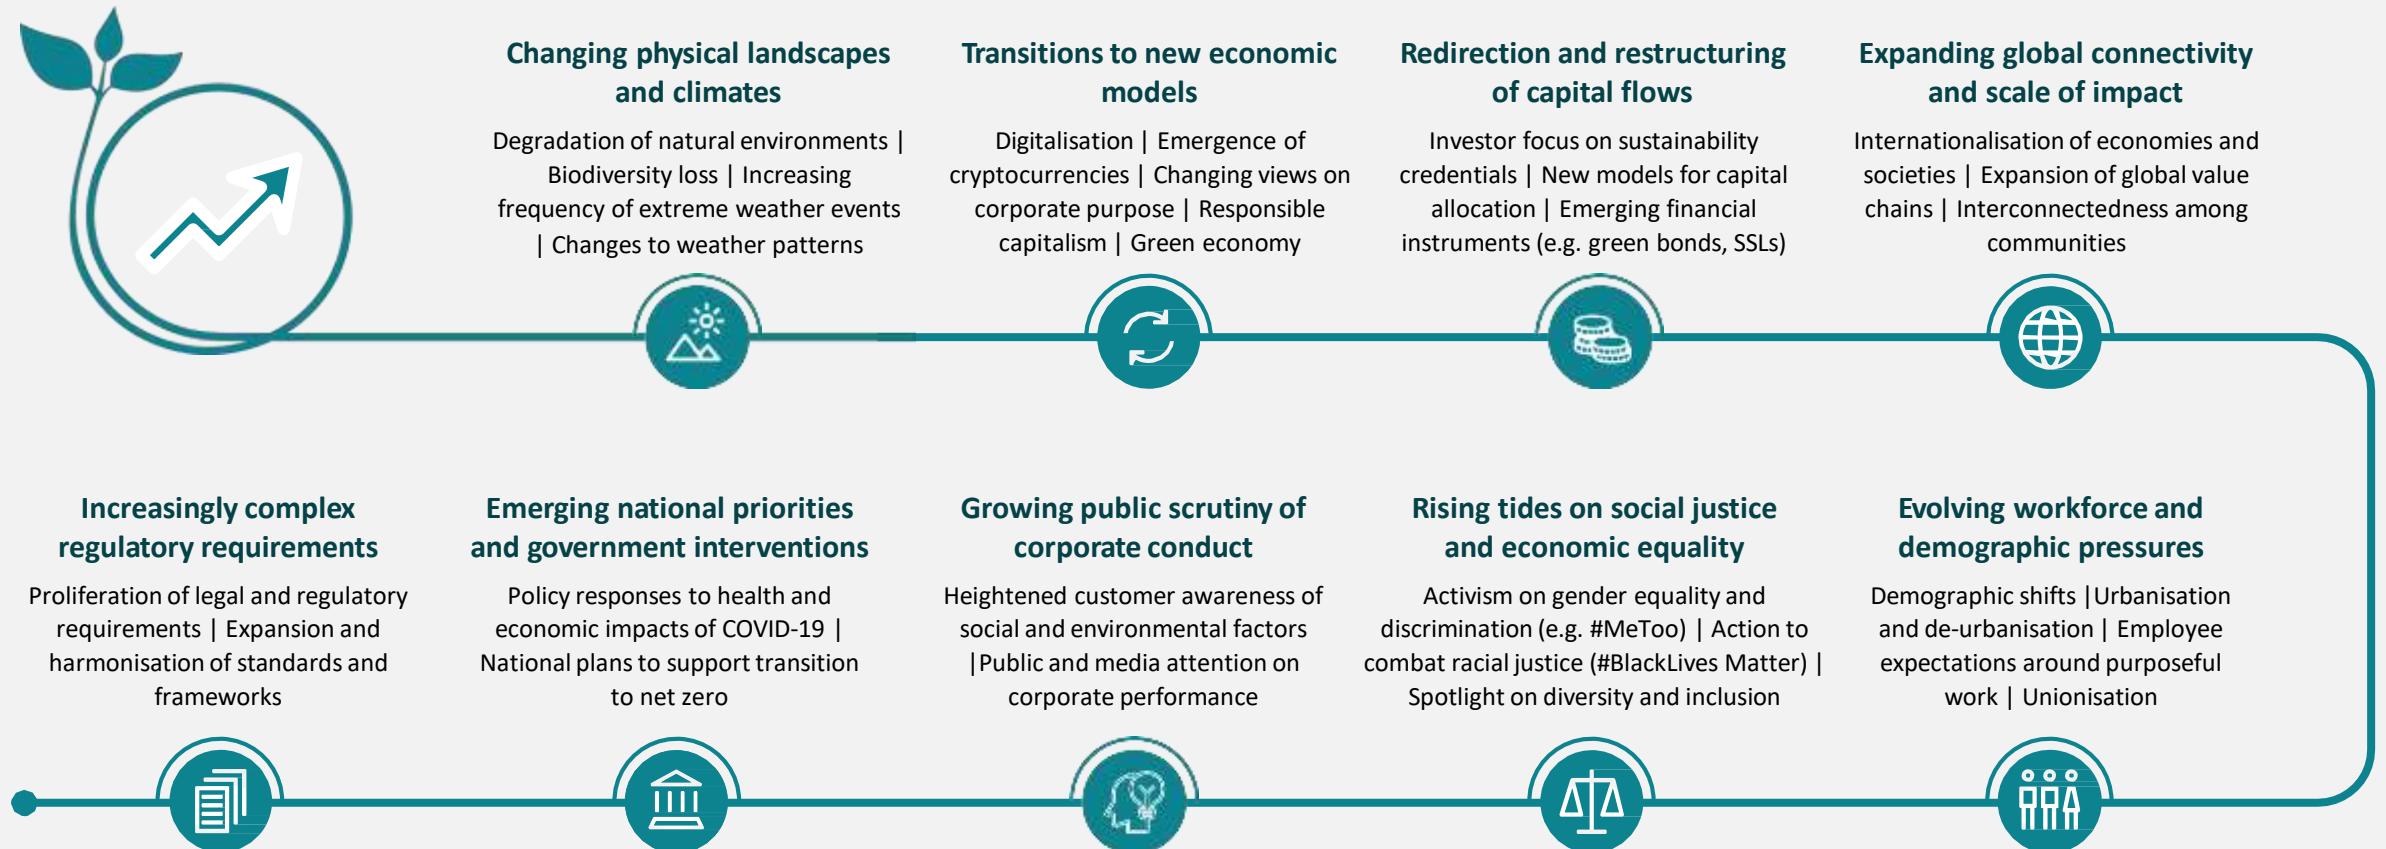 Changing physical landscapes
and climates
Degradation of natural environments |
Biodiversity loss | Increasing
frequency of extreme weather events
| Changes to weather patterns
Transitions to new economic
models
Digitalisation | Emergence of
cryptocurrencies | Changing views on
corporate purpose | Responsible
capitalism | Green economy
Redirection and restructuring
of capital flows
Investor focus on sustainability
credentials | New models for capital
allocation | Emerging financial
instruments (e.g. green bonds, SSLs)
Expanding global connectivity
and scale of impact
Internationalisation of economies and
societies | Expansion of global value
chains | Interconnectedness among
communities
Increasingly complex
regulatory requirements
Proliferation of legal and regulatory
requirements | Expansion and
harmonisation of standards and
frameworks
Emerging national priorities
and government interventions
Policy responses to health and
economic impacts of COVID-19 |
National plans to support transition
to net zero
Growing public scrutiny of
corporate conduct
Heightened customer awareness of
social and environmental factors
|Public and media attention on
corporate performance
Rising tides on social justice
and economic equality
Activism on gender equality and
discrimination (e.g. #MeToo) | Action to
combat racial justice (#BlackLives Matter) |
Spotlight on diversity and inclusion
Evolving workforce and
demographic pressures
Demographic shifts |Urbanisation
and de-urbanisation | Employee
expectations around purposeful
work | Unionisation